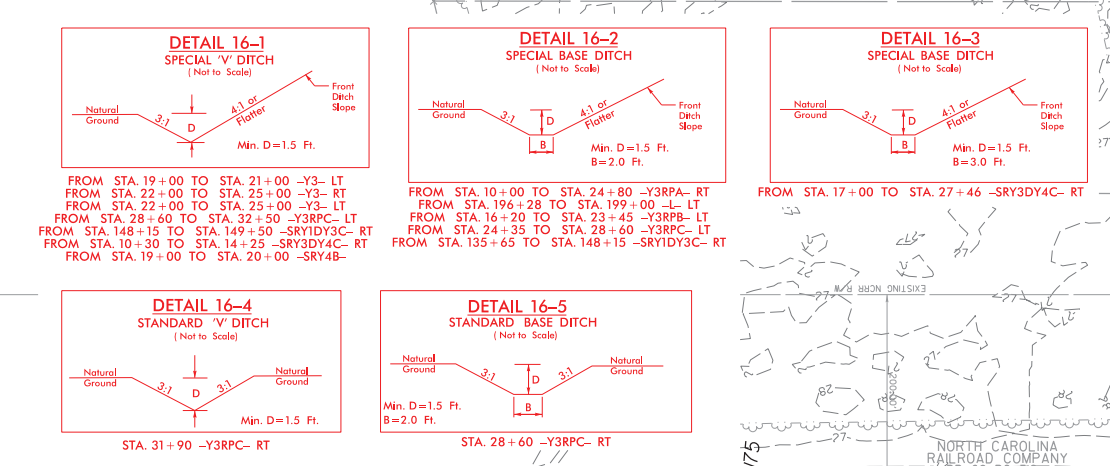 DETAIL 16–1
SPECIAL 'V' DITCH
( Not to Scale)
Natural
Ground
3:1
D
4:1 or
Flatter
Front
Ditch
Slope
Min. D=1.5 Ft.
FROM STA. 19+00 TO STA. 21+00 –Y3– LT
FROM STA. 22+00 TO STA. 25+00 –Y3– RT
FROM STA. 22+00 TO STA. 25+00 –Y3– LT
FROM STA. 28+60 TO STA. 32+50 –Y3RPC– LT
FROM STA. 148+15 TO STA. 149+50 –SRY1DY3C– RT
FROM STA. 10+30 TO STA. 14+25 –SRY3DY4C– RT
FROM STA. 19+00 TO STA. 20+00 –SRY4B–
DETAIL 16–2
SPECIAL BASE DITCH
( Not to Scale)
Natural
Ground
3:1
D
B
4:1 or
Flatter
Front
Ditch
Slope
Min. D=1.5 Ft.
B=2.0 Ft.
FROM STA. 10+00 TO STA. 24+80 –Y3RPA– RT
FROM STA. 196+28 TO STA. 199+00 –L– LT
FROM STA. 16+20 TO STA. 23+45 –Y3RPB– LT
FROM STA. 24+35 TO STA. 28+60 –Y3RPC– LT
FROM STA. 135+65 TO STA. 148+15 –SRY1DY3C– RT
DETAIL 16–3
SPECIAL BASE DITCH
( Not to Scale)
Natural
Ground
3:1
D
B
4:1 or
Flatter
Front
Ditch
Slope
Min. D=1.5 Ft.
B=3.0 Ft.
FROM STA. 17+00 TO STA. 27+46 –SRY3DY4C– RT
DETAIL 16–4
STANDARD 'V' DITCH
( Not to Scale)
Natural
Ground
3:1
D
3:1
Natural
Ground
Min. D=1.5 Ft.
STA. 31+90 –Y3RPC– RT
DETAIL 16–5
STANDARD BASE DITCH
( Not to Scale)
Natural
Ground
3:1
D
B
3:1
Natural
Ground
Min. D=1.5 Ft.
B=2.0 Ft.
STA. 28+60 –Y3RPC– RT
EXISTING NCRR R/W
27
27
27
28
27
NORTH CAROLINA
RAILROAD COMPANY